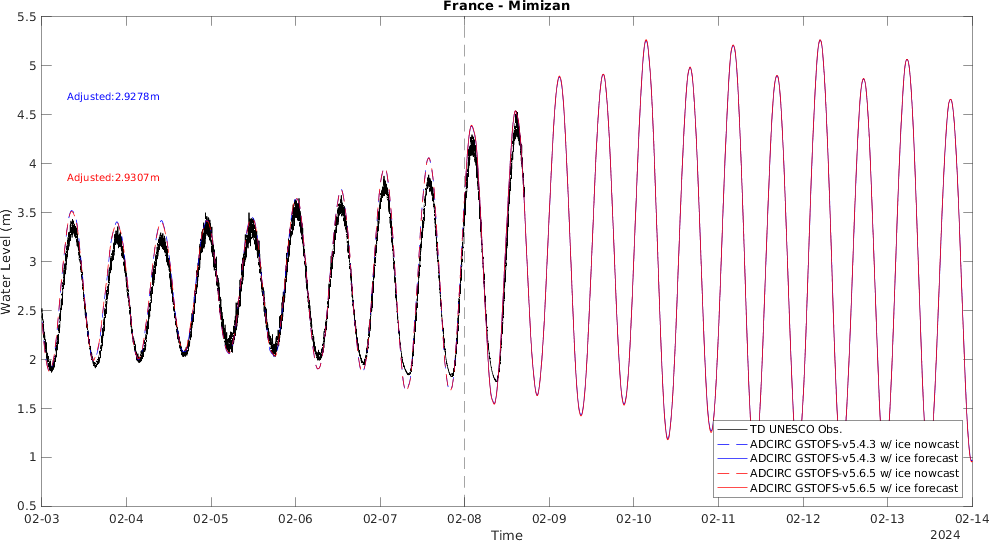 France - Mimizan
5.5
5
4.5
4
3.5
3
2.5
2
1.5
1
0.5
Water Level (m)
Adjusted:2.9278m
Adjusted:2.9307m
TD UNESCO Obs.
ADCIRC GSTOFS-v5.4.3 w/ ice nowcast
ADCIRC GSTOFS-v5.4.3 w/ ice forecast
ADCIRC GSTOFS-v5.6.5 w/ ice nowcast
ADCIRC GSTOFS-v5.6.5 w/ ice forecast
02-03 02-04 02-05 02-06 02-07 02-08 02-09 02-10 02-11 02-12 02-13 02-14
Time
2024